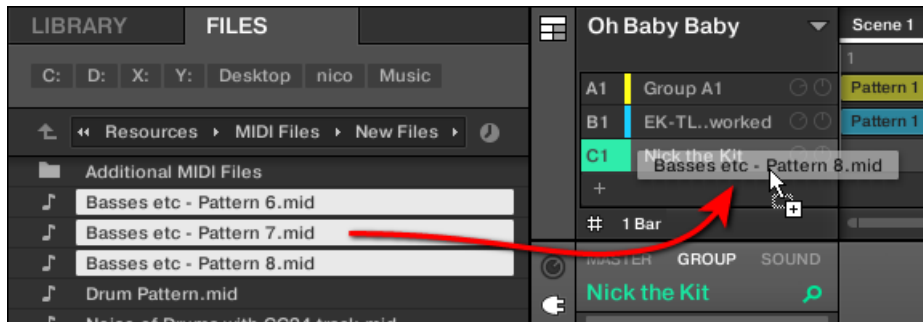 LIBRARY FILES
C: D: X: Y: Desktop nico Music
Resources MIDI Files New Files
Additional MIDI Files
Basses etc - Pattern 6.mid
Basses etc - Pattern 7.mid
Basses etc - Pattern 8.mid
Drum Pattern.mid
Oh Baby Baby
A1 Group A1
B1 EK-TL..worked
C1 Nick the Kit
Basses etc - Pattern 8.mid
+
# 1 Bar
MASTER GROUP SOUND
Nick the Kit
Scene 1
1
Pattern 1
Pattern 1